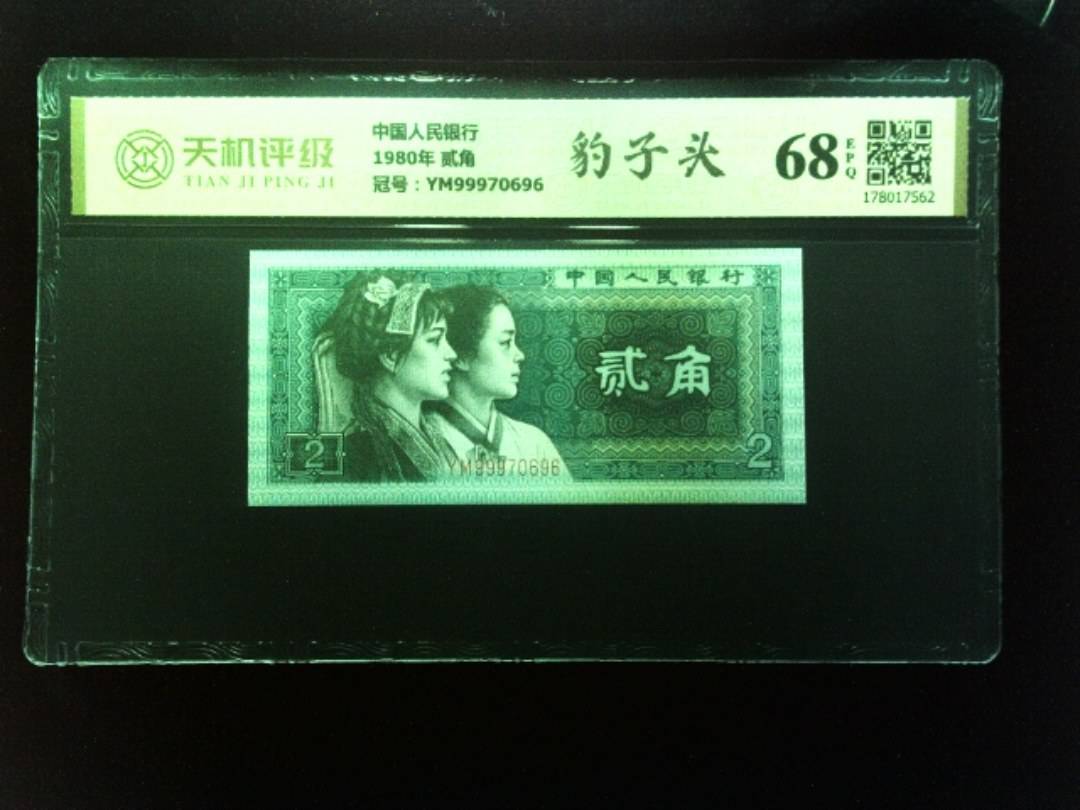 天机评级
TIAN JI PING JI
中国人民银行
1980年 贰角
冠号：YM99970696
豹子头
68
EPQ
178017562
中国人民银行
贰角
2
YM99970696
2